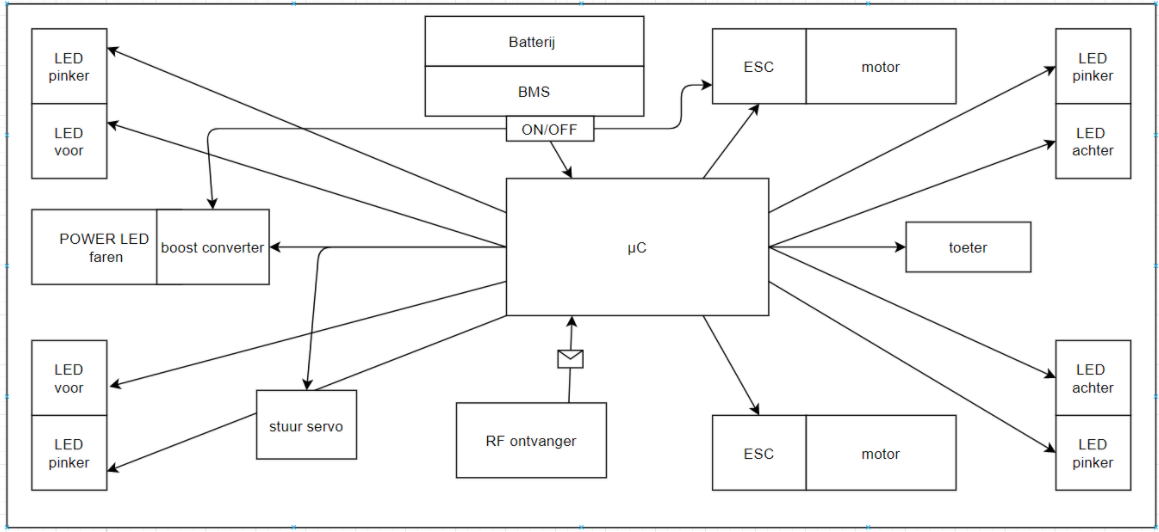 LED
pinker
LED
voor
Batterij
BMS
ON/OFF
ESC
motor
LED
pinker
LED
achter
POWER LED
faren
boost converter
µC
toeter
LED
voor
LED
pinker
stuur servo
RF ontvanger
ESC
motor
LED
achter
LED
pinker